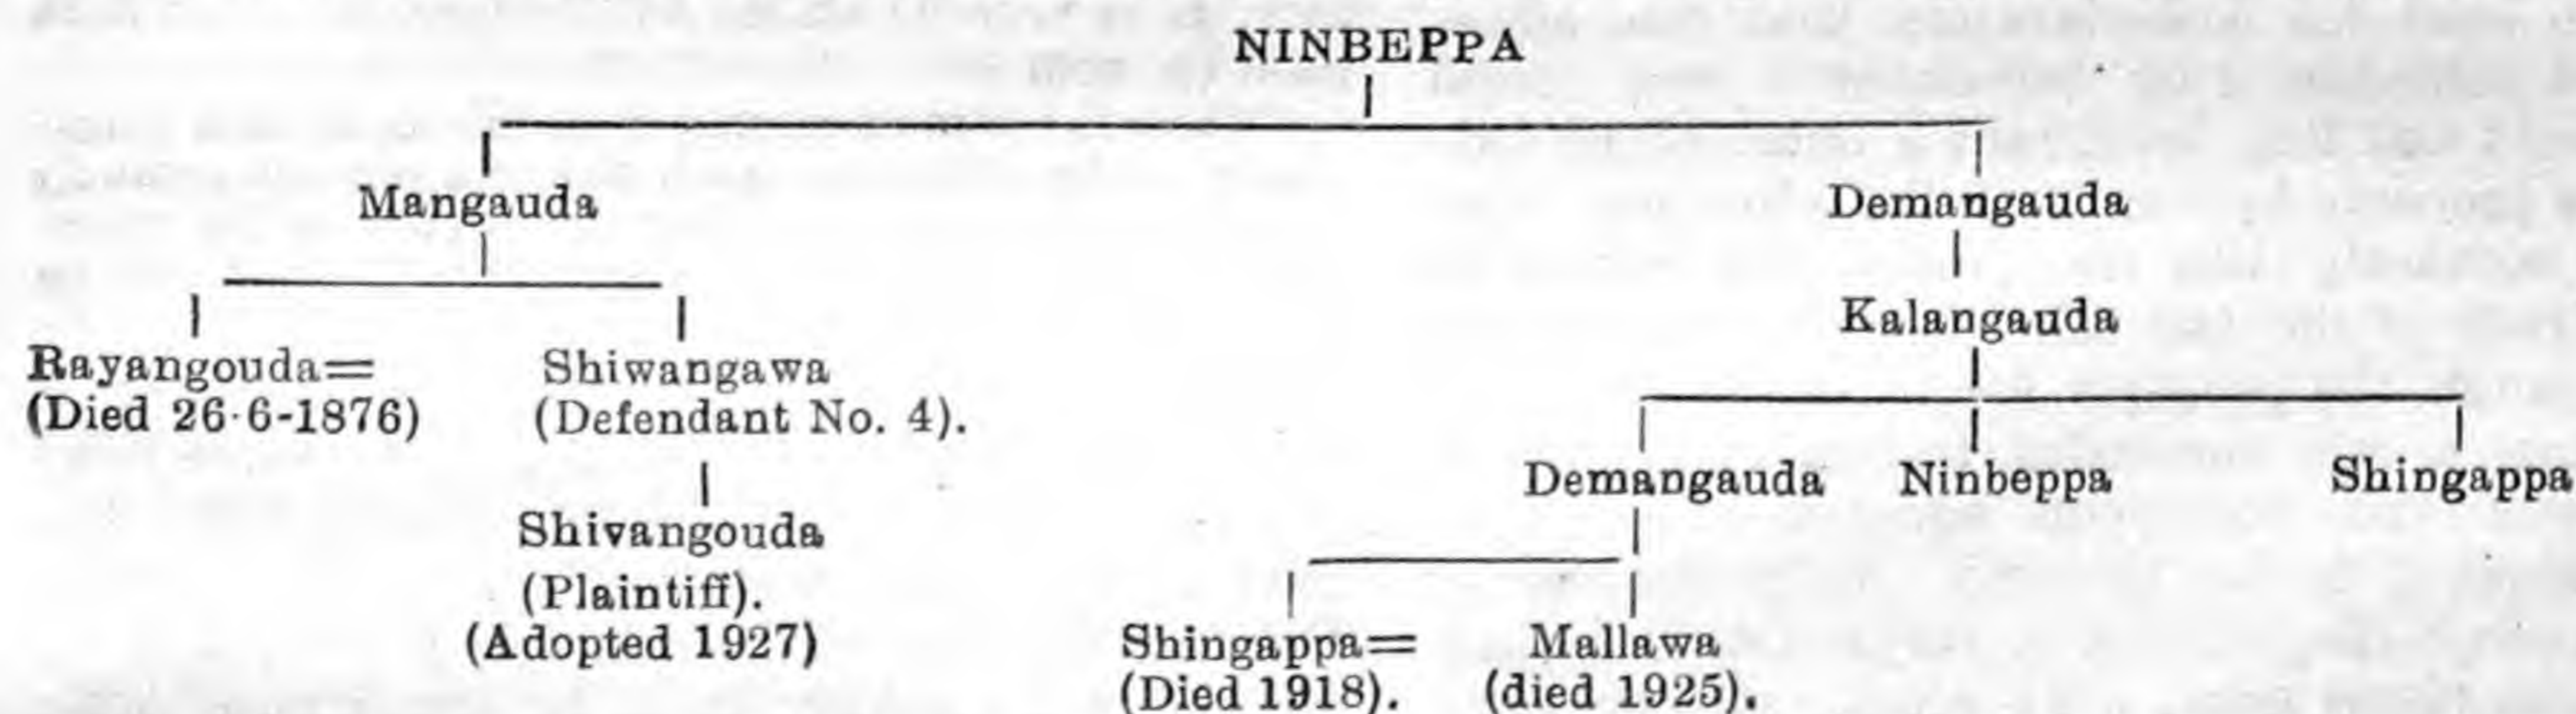 NINBEPPA
Mangauda Demangauda
Kalangauda
Rayangouda= Shiwangawa
(Died 26·6-1876) (Defendant No. 4).
Demangauda Ninbeppa Shingappa
Shivangouda
(Plaintiff).
(Adopted 1927)
Shingappa= Mallawa
(Died 1918). (died 1925).